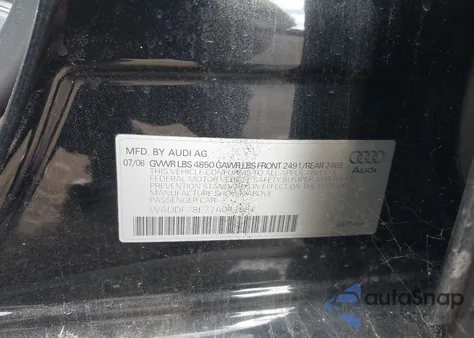 MFD. BY AUDI AG
07/06 GVWR LBS 4850 GAWR LBS FRONT 2491/REAR
THIS VEHICLE CONFORMS TO ALL APPLICABLE
FEDERAL MOTOR VEHICLE SAFETY BUMPER AND THEFT
PREVENTION STANDARDS IN EFFECT ON THE DATE OF
MANUFACTURE SHOWN ABOVE.
PASSENGER CAR
Audi
autoSnap